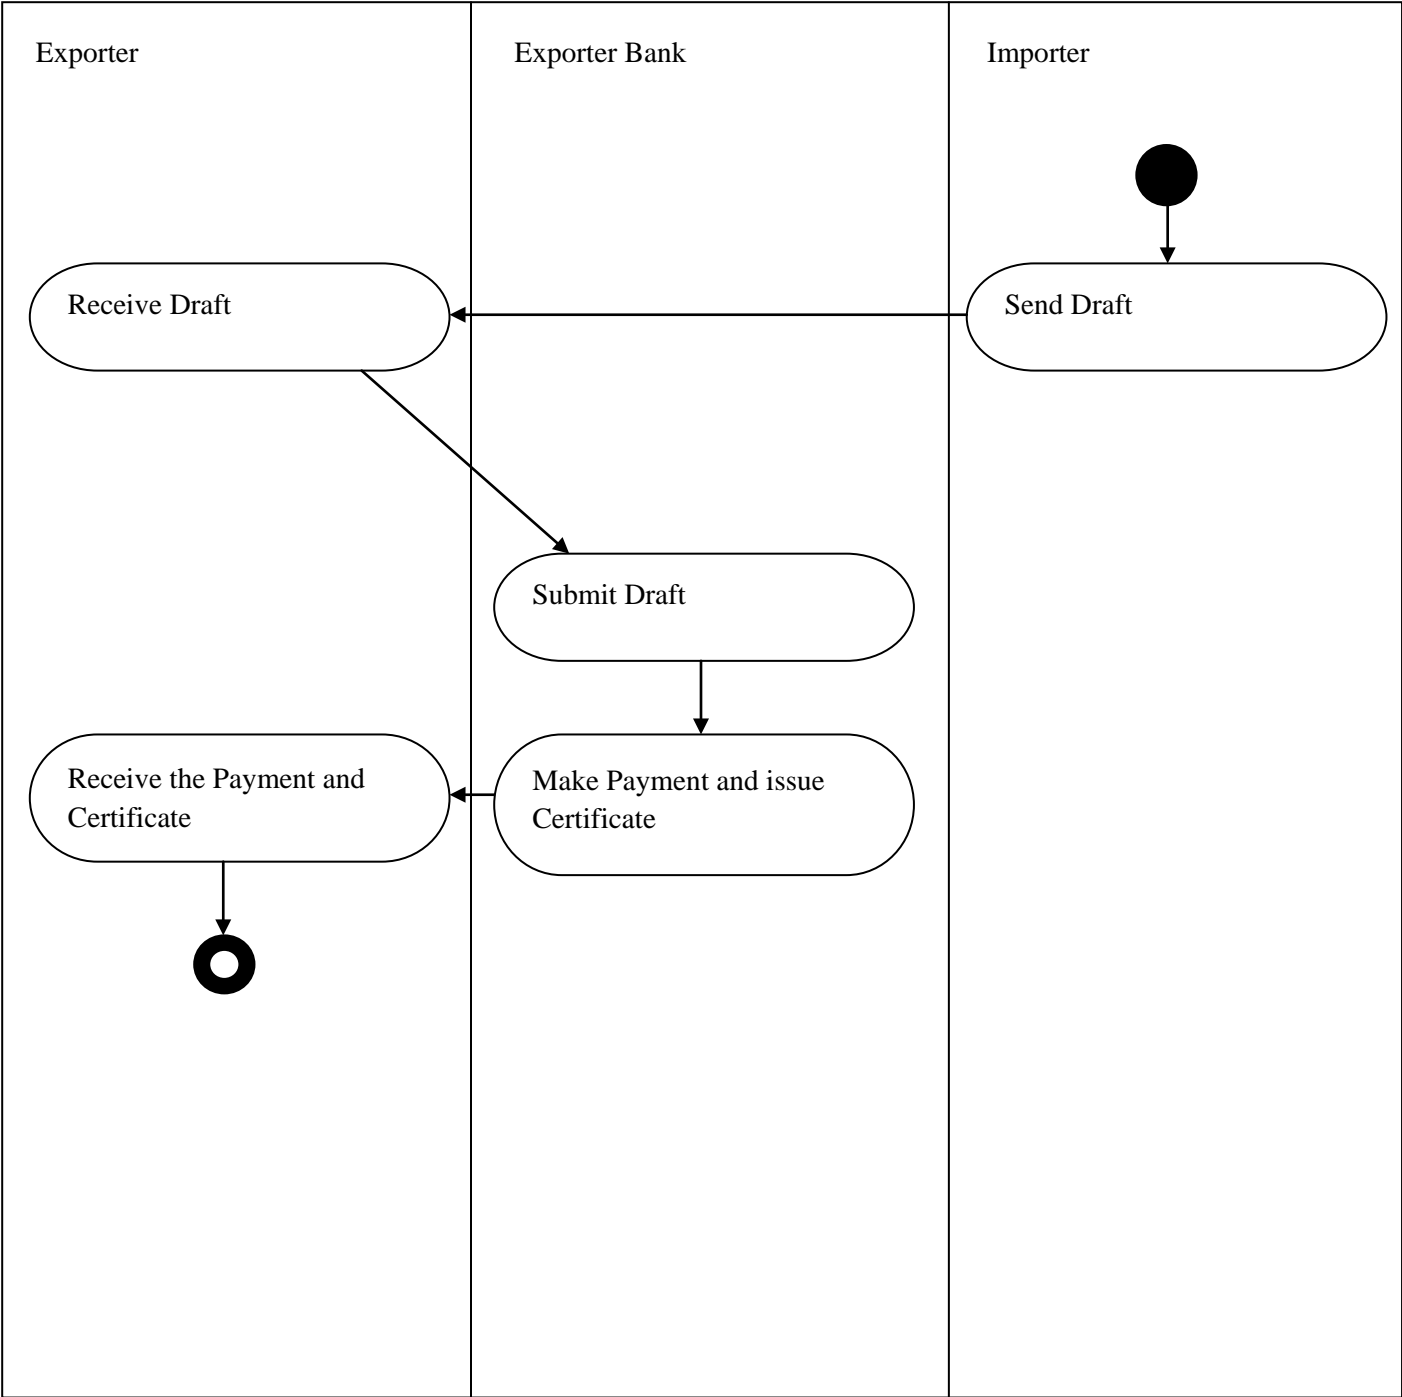 Exporter
Exporter Bank
Importer
Receive Draft
Send Draft
Submit Draft
Receive the Payment and
Certificate
Make Payment and issue
Certificate